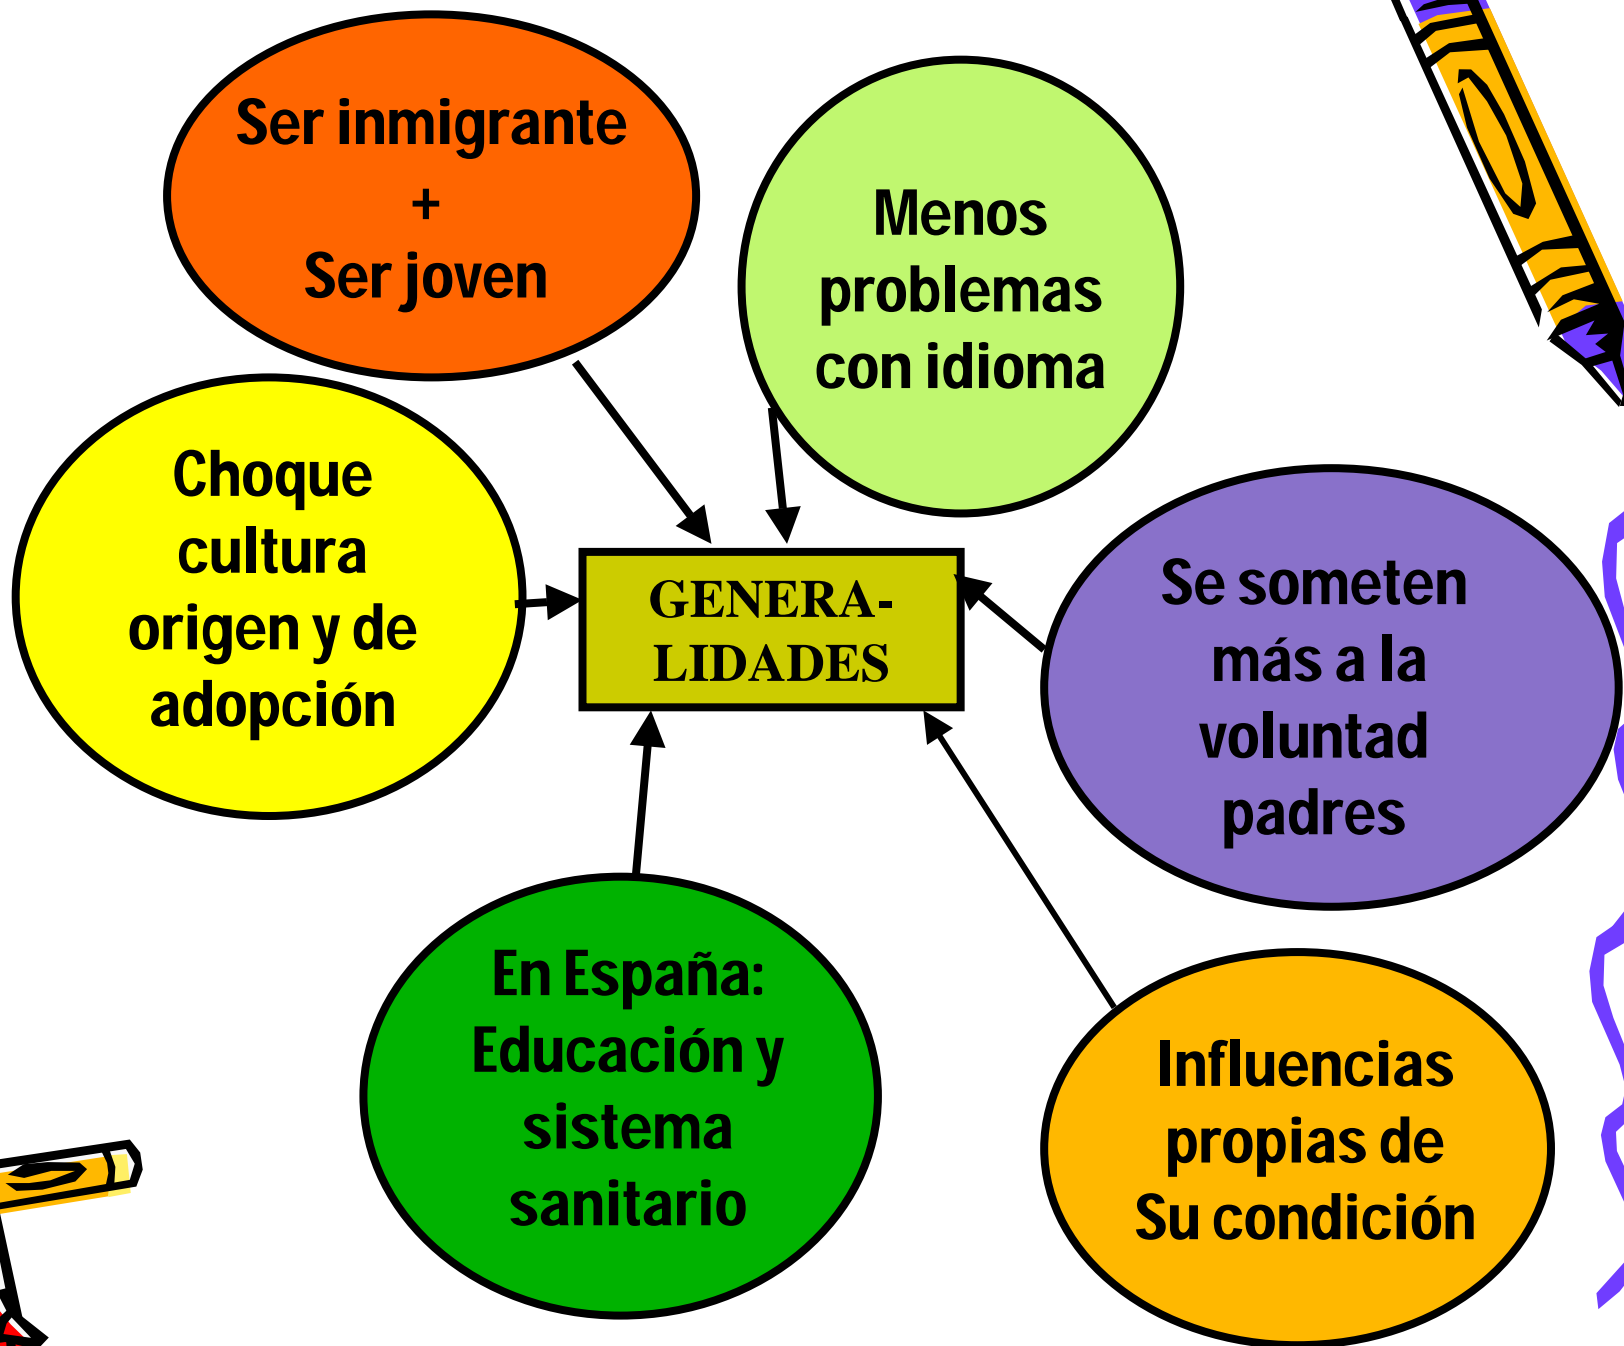 Ser inmigrante
+
Ser joven
Menos
problemas
con idioma
Choque
cultura
origen y de
adopción
GENERA-
LIDADES
Se someten
más a la
voluntad
padres
En España:
Educación y
sistema
sanitario
Influencias
propias de
Su condición